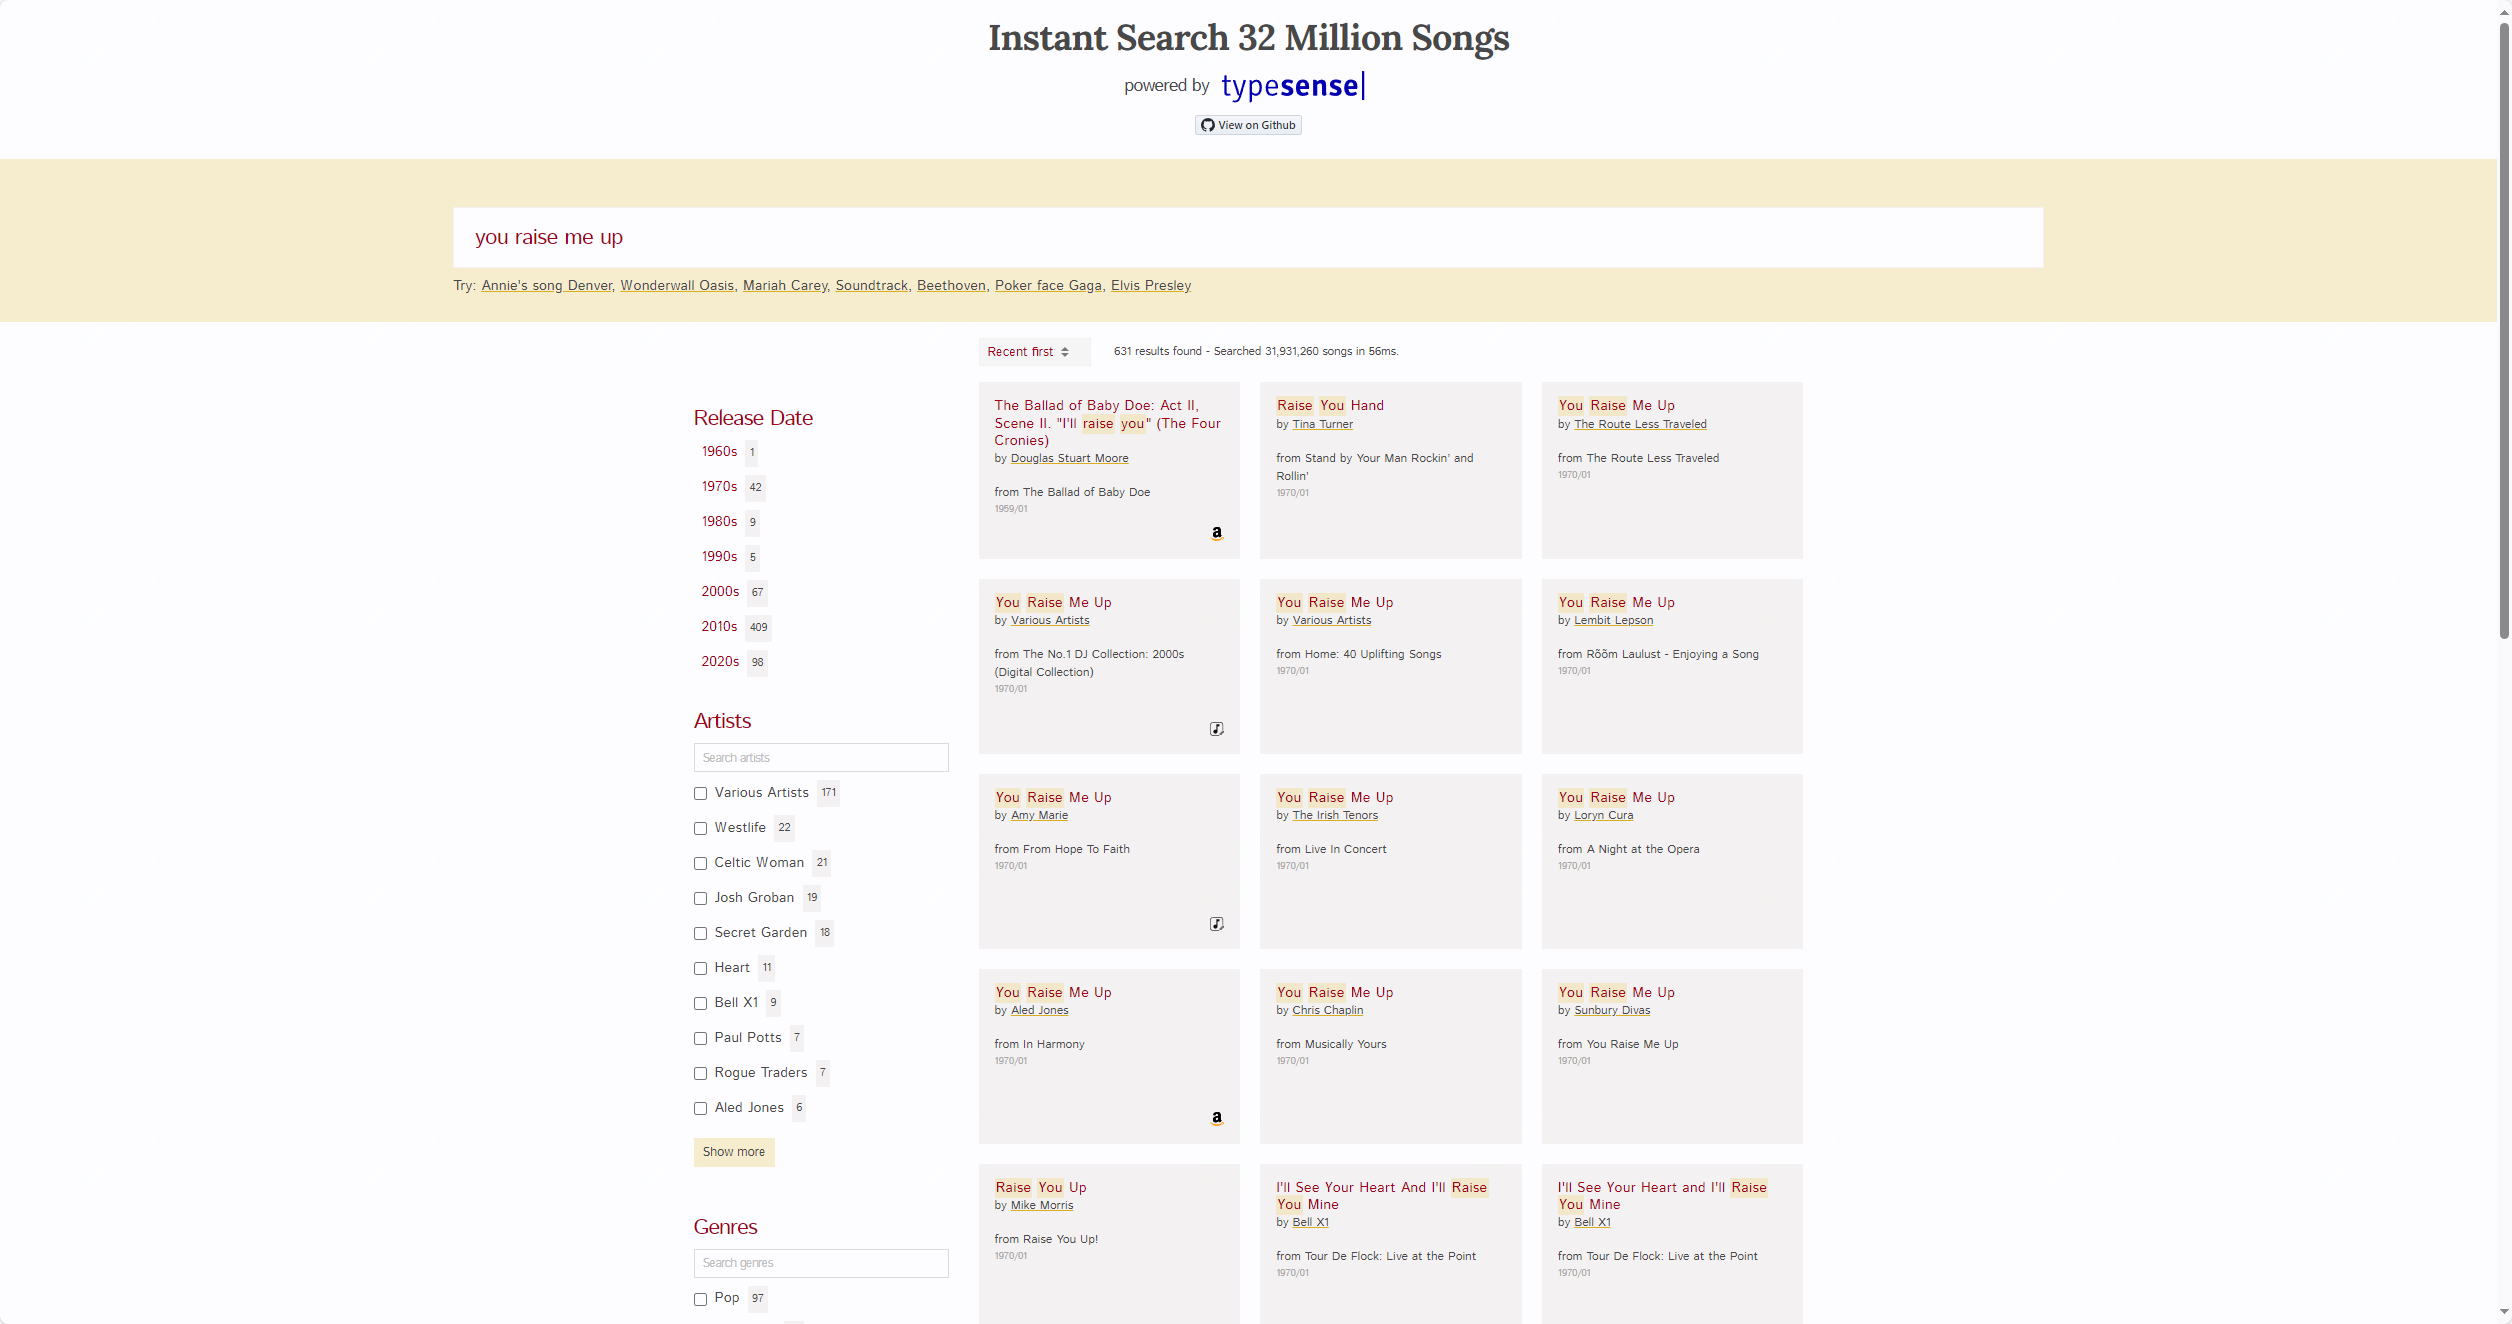 Instant Search 32 Million Songs
powered by typesense|
View on Github
you raise me up
Try: Annie's song Denver, Wonderwall Oasis, Mariah Carey, Soundtrack, Beethoven, Poker face Gaga, Elvis Presley
Recent first
631 results found - Searched 31,931,260 songs in 56ms.
Release Date
1960s 1
1970s 42
1980s 9
1990s 5
2000s 67
2010s 409
2020s 98
Artists
Search artists
Various Artists 171
Westlife 22
Celtic Woman 21
Josh Groban 19
Secret Garden 18
Heart 11
Bell X1 9
Paul Potts 7
Rogue Traders 7
Aled Jones 6
Show more
Genres
Search genres
Pop 97
The Ballad of Baby Doe: Act II,
Scene II. "I'll raise you" (The Four
Cronies)
by Douglas Stuart Moore
from The Ballad of Baby Doe
1959/01
Raise You Hand
by Tina Turner
from Stand by Your Man Rockin' and
Rollin'
1970/01
You Raise Me Up
by The Route Less Traveled
from The Route Less Traveled
1970/01
You Raise Me Up
by Various Artists
from The No.1 DJ Collection: 2000s
(Digital Collection)
1970/01
You Raise Me Up
by Various Artists
from Home: 40 Uplifting Songs
1970/01
You Raise Me Up
by Lembit Lepson
from Rõõm Laulust - Enjoying a Song
1970/01
You Raise Me Up
by Amy Marie
from From Hope To Faith
1970/01
You Raise Me Up
by The Irish Tenors
from Live In Concert
1970/01
You Raise Me Up
by Loryn Cura
from A Night at the Opera
1970/01
You Raise Me Up
by Aled Jones
from In Harmony
1970/01
You Raise Me Up
by Chris Chaplin
from Musically Yours
1970/01
You Raise Me Up
by Sunbury Divas
from You Raise Me Up
1970/01
Raise You Up
by Mike Morris
from Raise You Up!
1970/01
I'll See Your Heart And I'll Raise
You Mine
by Bell X1
from Tour De Flock: Live at the Point
1970/01
I'll See Your Heart and I'll Raise
You Mine
by Bell X1
from Tour De Flock: Live at the Point
1970/01